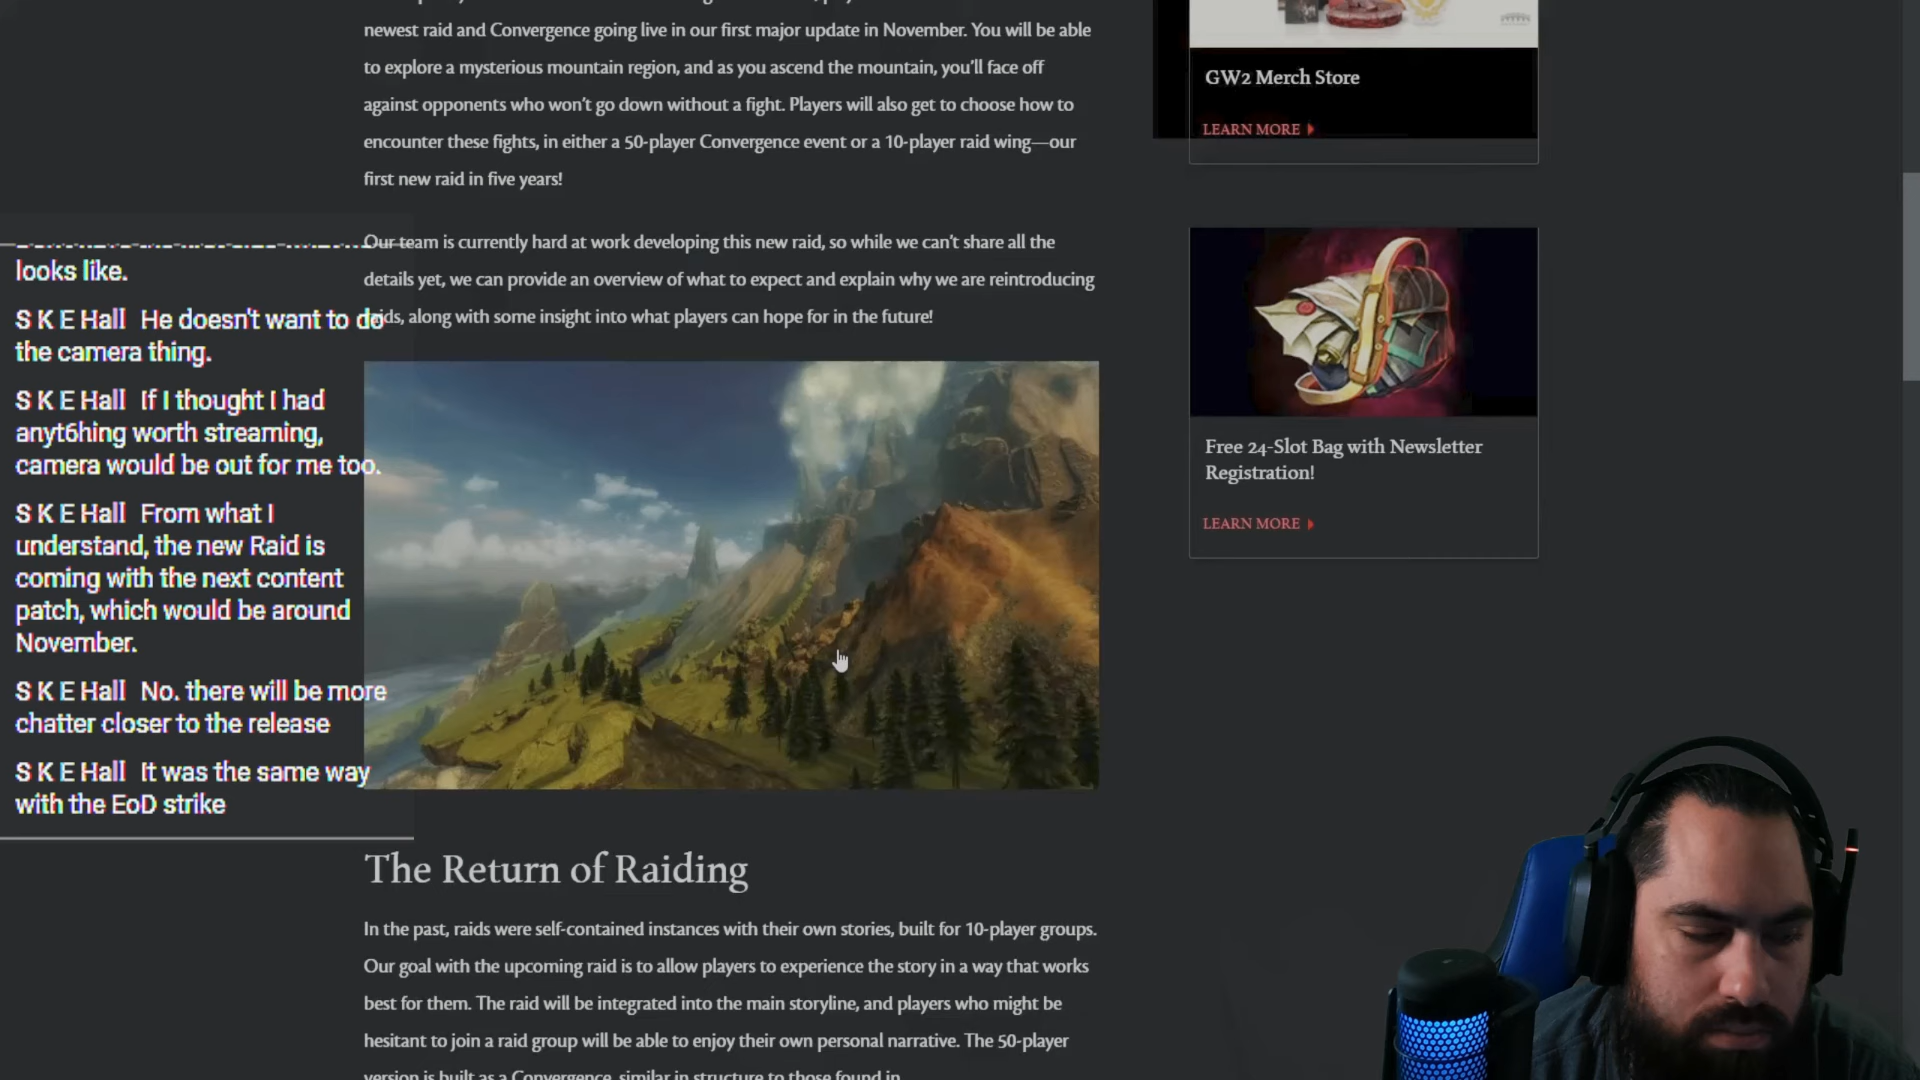 newest raid and Convergence going live in our first major update in November. You will be able
to explore a mysterious mountain region, and as you ascend the mountain, you'll face off
against opponents who won't go down without a fight. Players will also get to choose how to
encounter these fights, in either a 50-player Convergence event or a 10-player raid wing—our
first new raid in five years!
Our team is currently hard at work developing this new raid, so while we can't share all the
details yet, we can provide an overview of what to expect and explain why we are reintroducing
raids, along with some insight into what players can hope for in the future!
looks like.
S K E Hall He doesn't want to do
the camera thing.
S K E Hall If I thought I had
anyt6hing worth streaming,
camera would be out for me too.
S K E Hall From what I
understand, the new Raid is
coming with the next content
patch, which would be around
November.
S K E Hall No. there will be more
chatter closer to the release
S K E Hall It was the same way
with the EoD strike
The Return of Raiding
In the past, raids were self-contained instances with their own stories, built for 10-player groups.
Our goal with the upcoming raid is to allow players to experience the story in a way that works
best for them. The raid will be integrated into the main storyline, and players who might be
hesitant to join a raid group will be able to enjoy their own personal narrative. The 50-player
version is built as a Convergence, similar in structure to those found in
GW2 Merch Store
LEARN MORE
Free 24-Slot Bag with Newsletter
Registration!
LEARN MORE